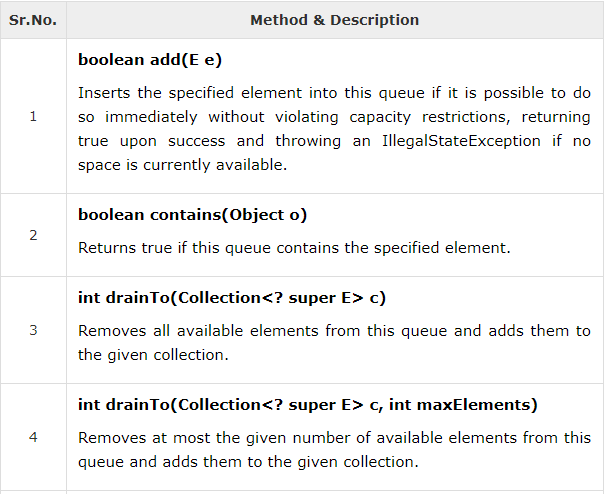 Sr.No. Method & Description
boolean add(E e)
Inserts the specified element into this queue if it is possible to do
so immediately without violating capacity restrictions, returning
1
true upon success and throwing an IllegalStateException if no
space is currently available.
boolean contains(Object o)
2
Returns true if this queue contains the specified element.
int drainTo(Collection<? super E> c)
3
Removes all available elements from this queue and adds them to
the given collection.
int drainTo(Collection<? super E> c, int maxElements)
4
Removes at most the given number of available elements from this
queue and adds them to the given collection.